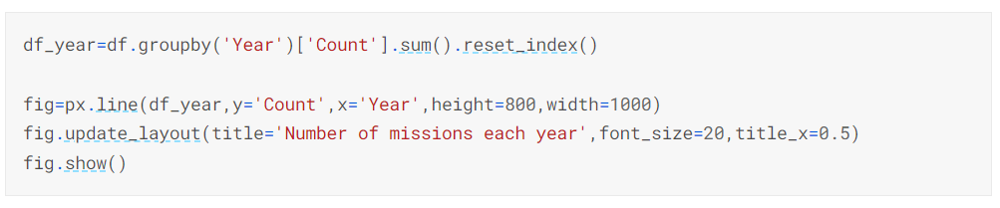 df_year=df.groupby('Year')['Count'].sum().reset_index()
fig=px.line(df_year,y='Count',x='Year',height=800,width=1000)
fig.update_layout(title='Number of missions each year',font_size=20,title_x=0.5)
fig.show()